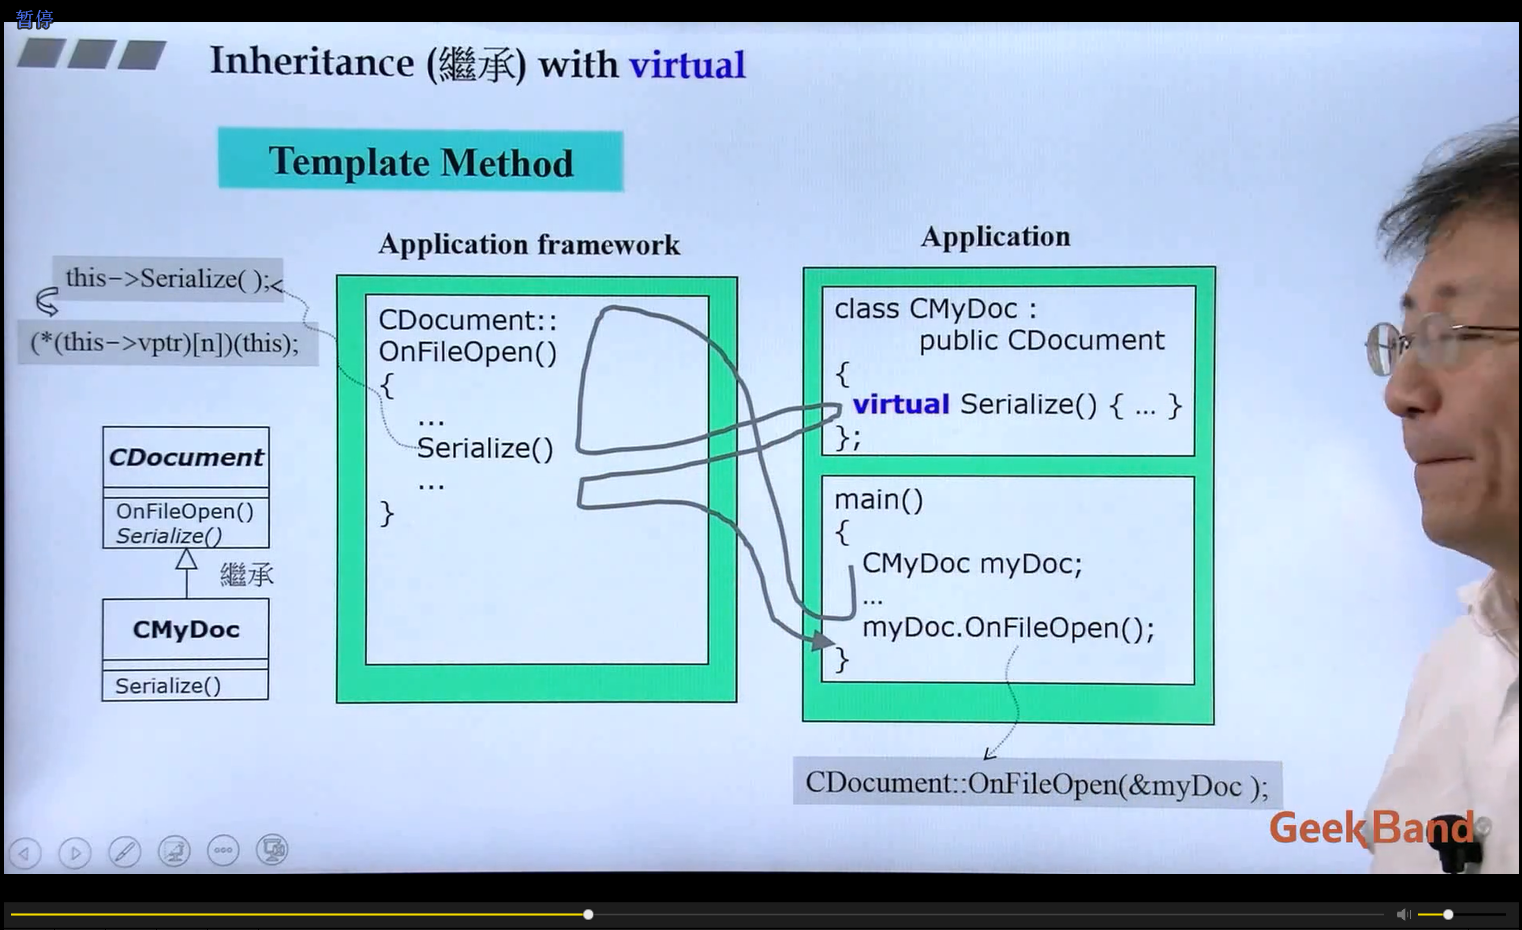 暂停
Inheritance (繼承) with virtual
Template Method
Application framework
Application
this->Serialize( );
(*(this->vptr)[n])(this);
CDocument::
OnFileOpen()
{
...
Serialize()
...
}
class CMyDoc :
public CDocument
{
virtual Serialize() { ... }
};
main()
{
CMyDoc myDoc;
...
myDoc.OnFileOpen();
}
CDocument
OnFileOpen()
Serialize()
繼承
CMyDoc
Serialize()
CDocument::OnFileOpen(&myDoc );
GeekBand